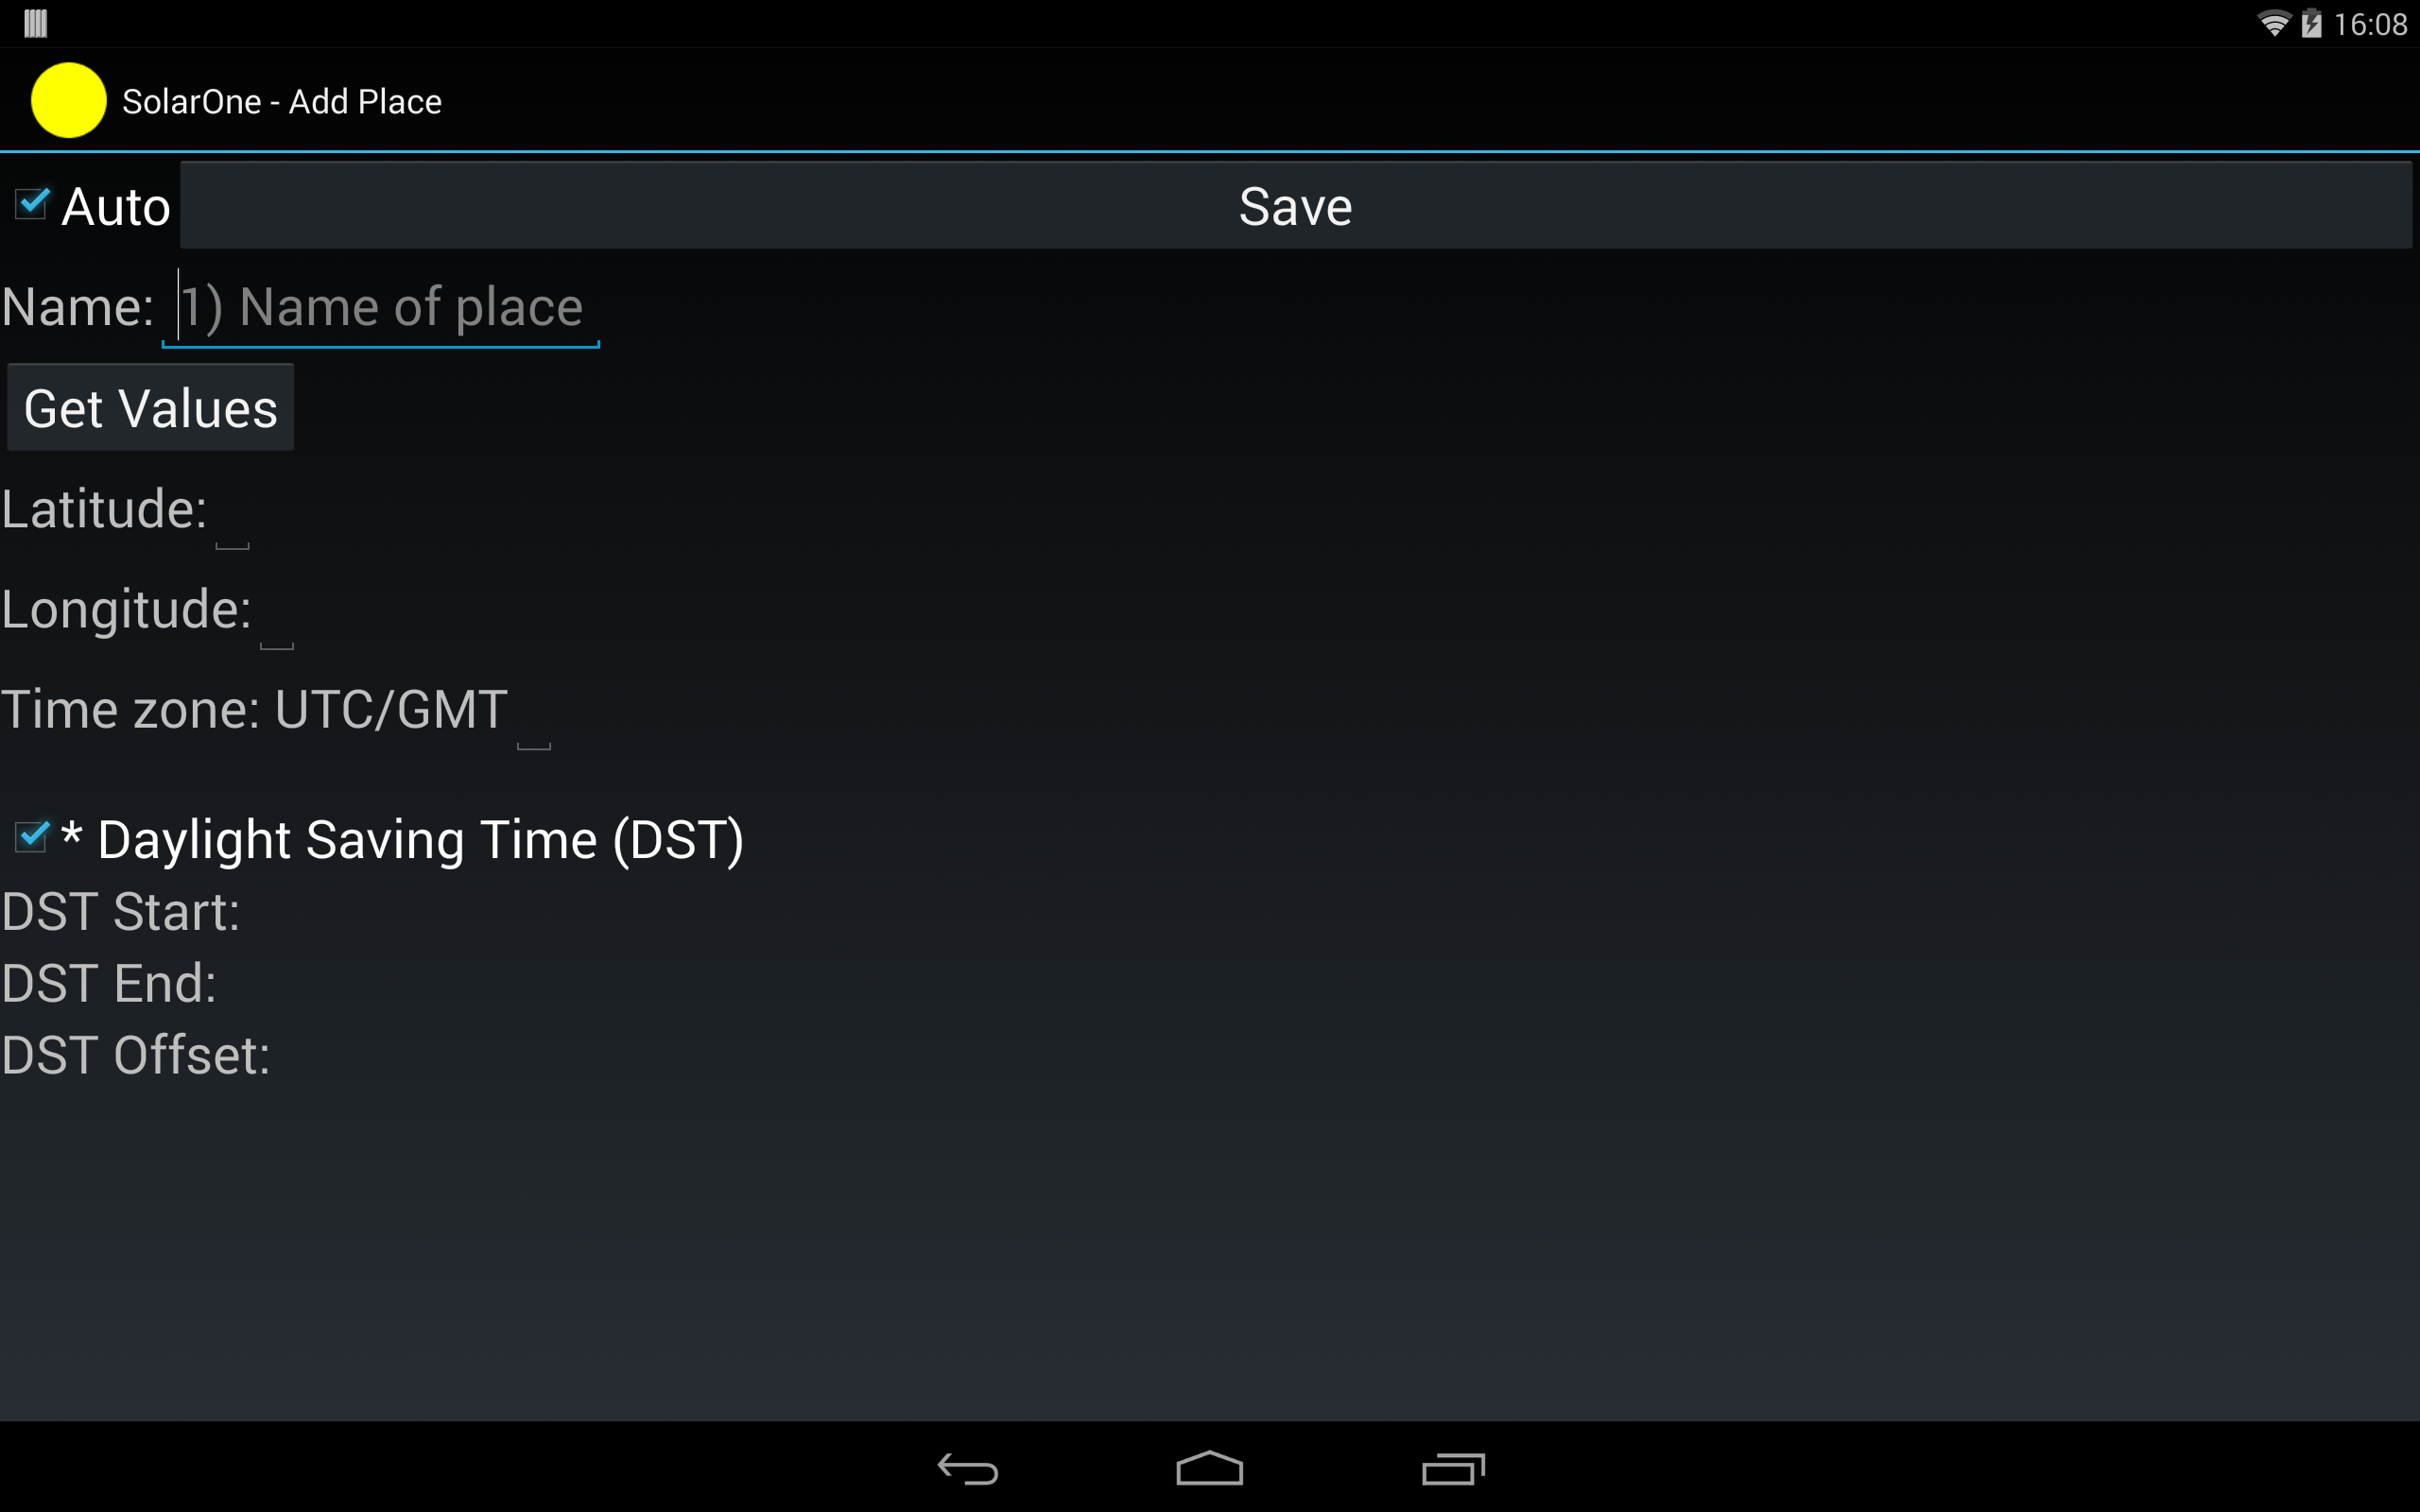 16:08
SolarOne - Add Place
Auto Save
Name: 1) Name of place
Get Values
Latitude:
Longitude:
Time zone: UTC/GMT
* Daylight Saving Time (DST)
DST Start:
DST End:
DST Offset: